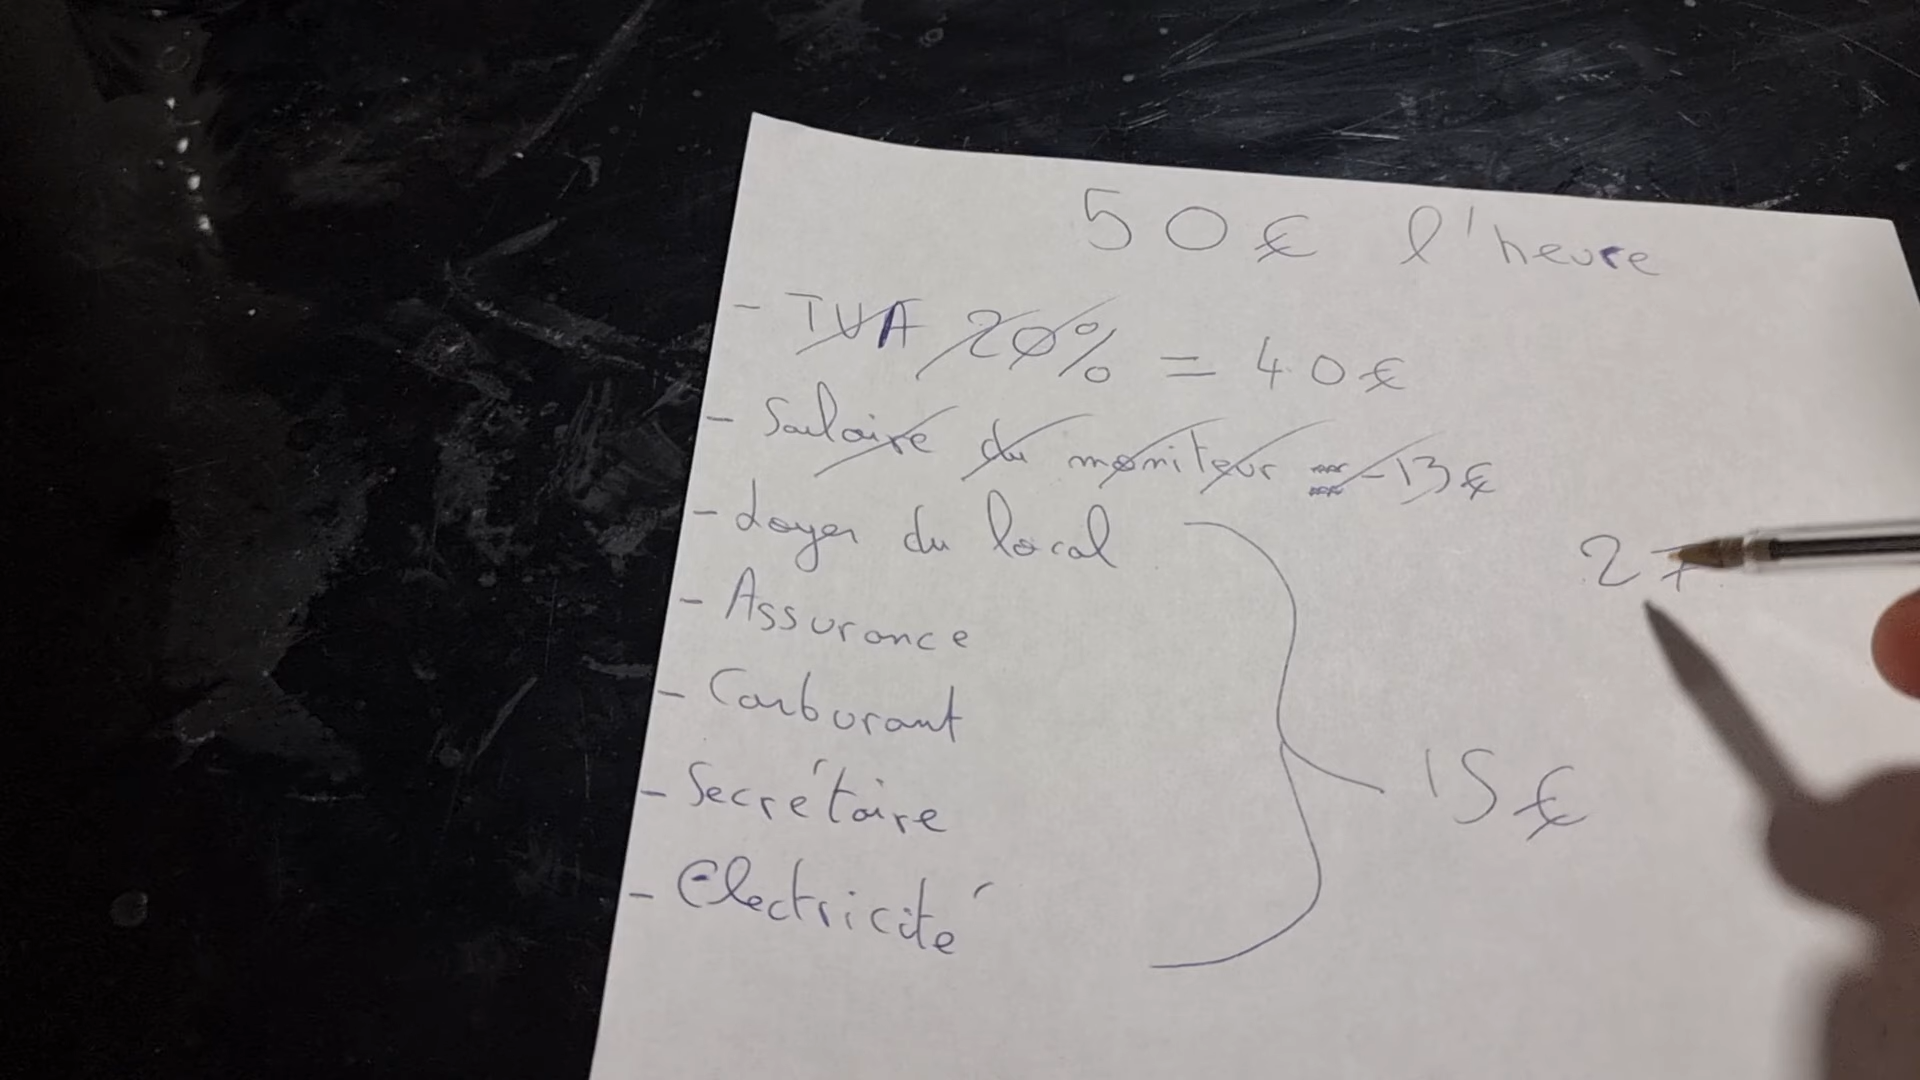 50€ l'heure
- TVA 20% = 40€
- Salaire du moniteur = -13€
- Loyer du local
27
- Assurance
- Carburant
15€
- Secrétaire
- Electricité